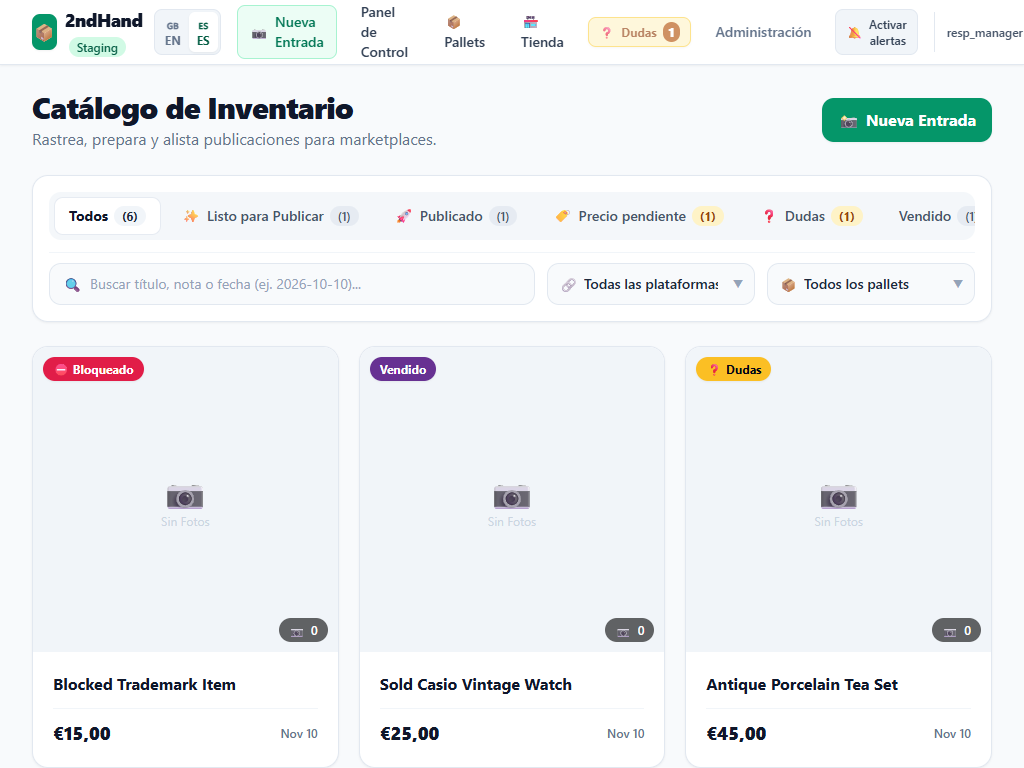 2ndHand
Staging
GB
EN
ES
ES
Nueva
Entrada
Panel
de
Control
Pallets
Tienda
Dudas 1
Administración
Activar
alertas
resp_manager
Catálogo de Inventario
Rastrea, prepara y alista publicaciones para marketplaces.
Nueva Entrada
Todos (6)
Listo para Publicar (1)
Publicado (1)
Precio pendiente (1)
Dudas (1)
Vendido (1
Buscar título, nota o fecha (ej. 2026-10-10)...
Todas las plataformas
Todos los pallets
Bloqueado
Sin Fotos
0
Blocked Trademark Item
€15,00
Nov 10
Vendido
Sin Fotos
0
Sold Casio Vintage Watch
€25,00
Nov 10
Dudas
Sin Fotos
0
Antique Porcelain Tea Set
€45,00
Nov 10